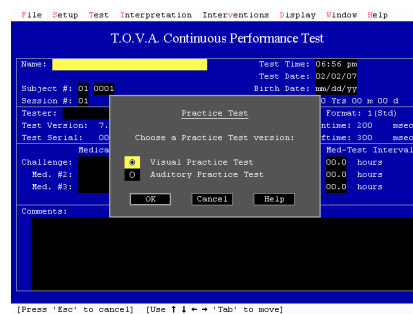 File Setup Test Interpretation Interventions Display Window Help
T.O.V.A. Continuous Performance Test
Name: Test Time: 06:56 pm
Test Date: 02/02/07
Subject #: 01 0001 Birth Date: mm/dd/yy
Session #: 01 0 Yrs 00 m 00 d
Tester: Practice Test Format: 1(Std)
Test Version: 7. ntime: 200 msec
Test Serial: 00 Choose a Practice Test version: ftime: 300 msec
Medica Med-Test Interval
Challenge: Visual Practice Test 00.0 hours
Med. #2: Auditory Practice Test 00.0 hours
Med. #3: 00.0 hours
OK Cancel Help
Comments:
[Press 'Esc' to cancel] [Use ↑ ↓ ← → 'Tab' to move]